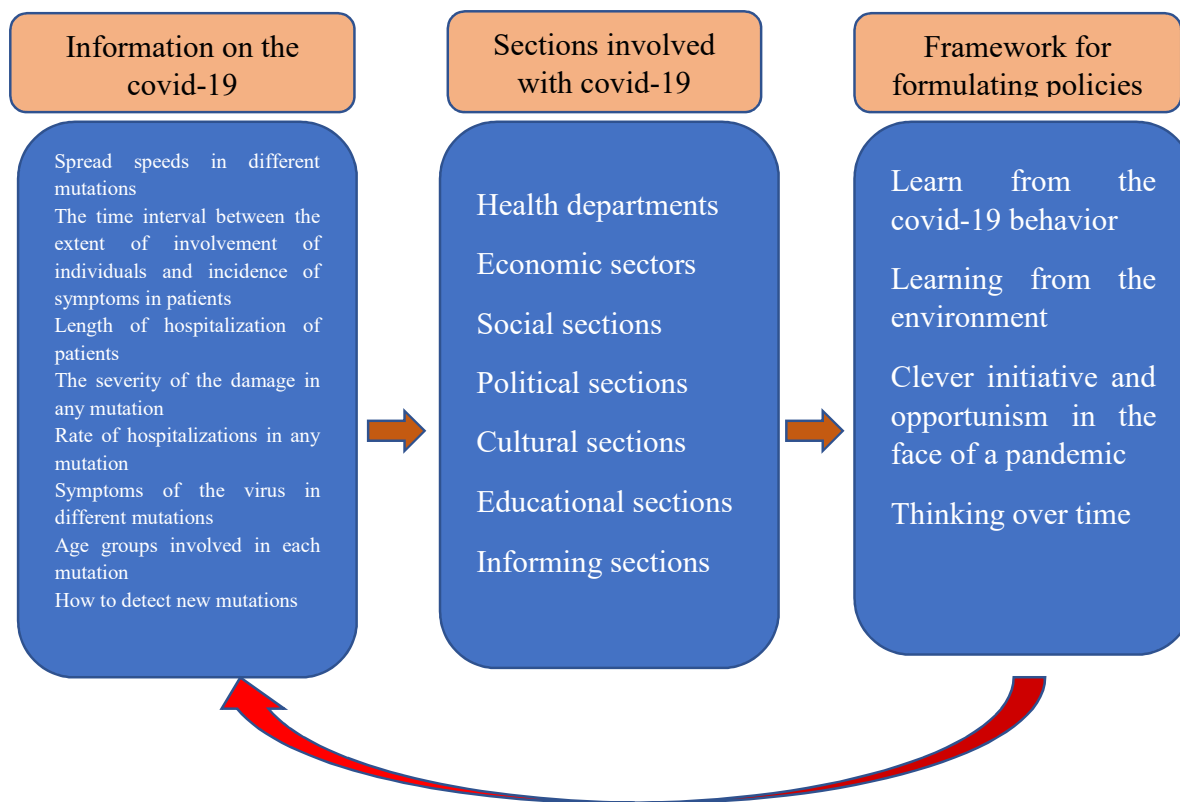 Information on the
covid-19
Spread speeds in different
mutations
The time interval between the
extent of involvement of
individuals and incidence of
symptoms in patients
Length of hospitalization of
patients
The severity of the damage in
any mutation
Rate of hospitalizations in any
mutation
Symptoms of the virus in
different mutations
Age groups involved in each
mutation
How to detect new mutations
Sections involved
with covid-19
Health departments
Economic sectors
Social sections
Political sections
Cultural sections
Educational sections
Informing sections
Framework for
formulating policies
Learn from the
covid-19 behavior
Learning from the
environment
Clever initiative and
opportunism in the
face of a pandemic
Thinking over time